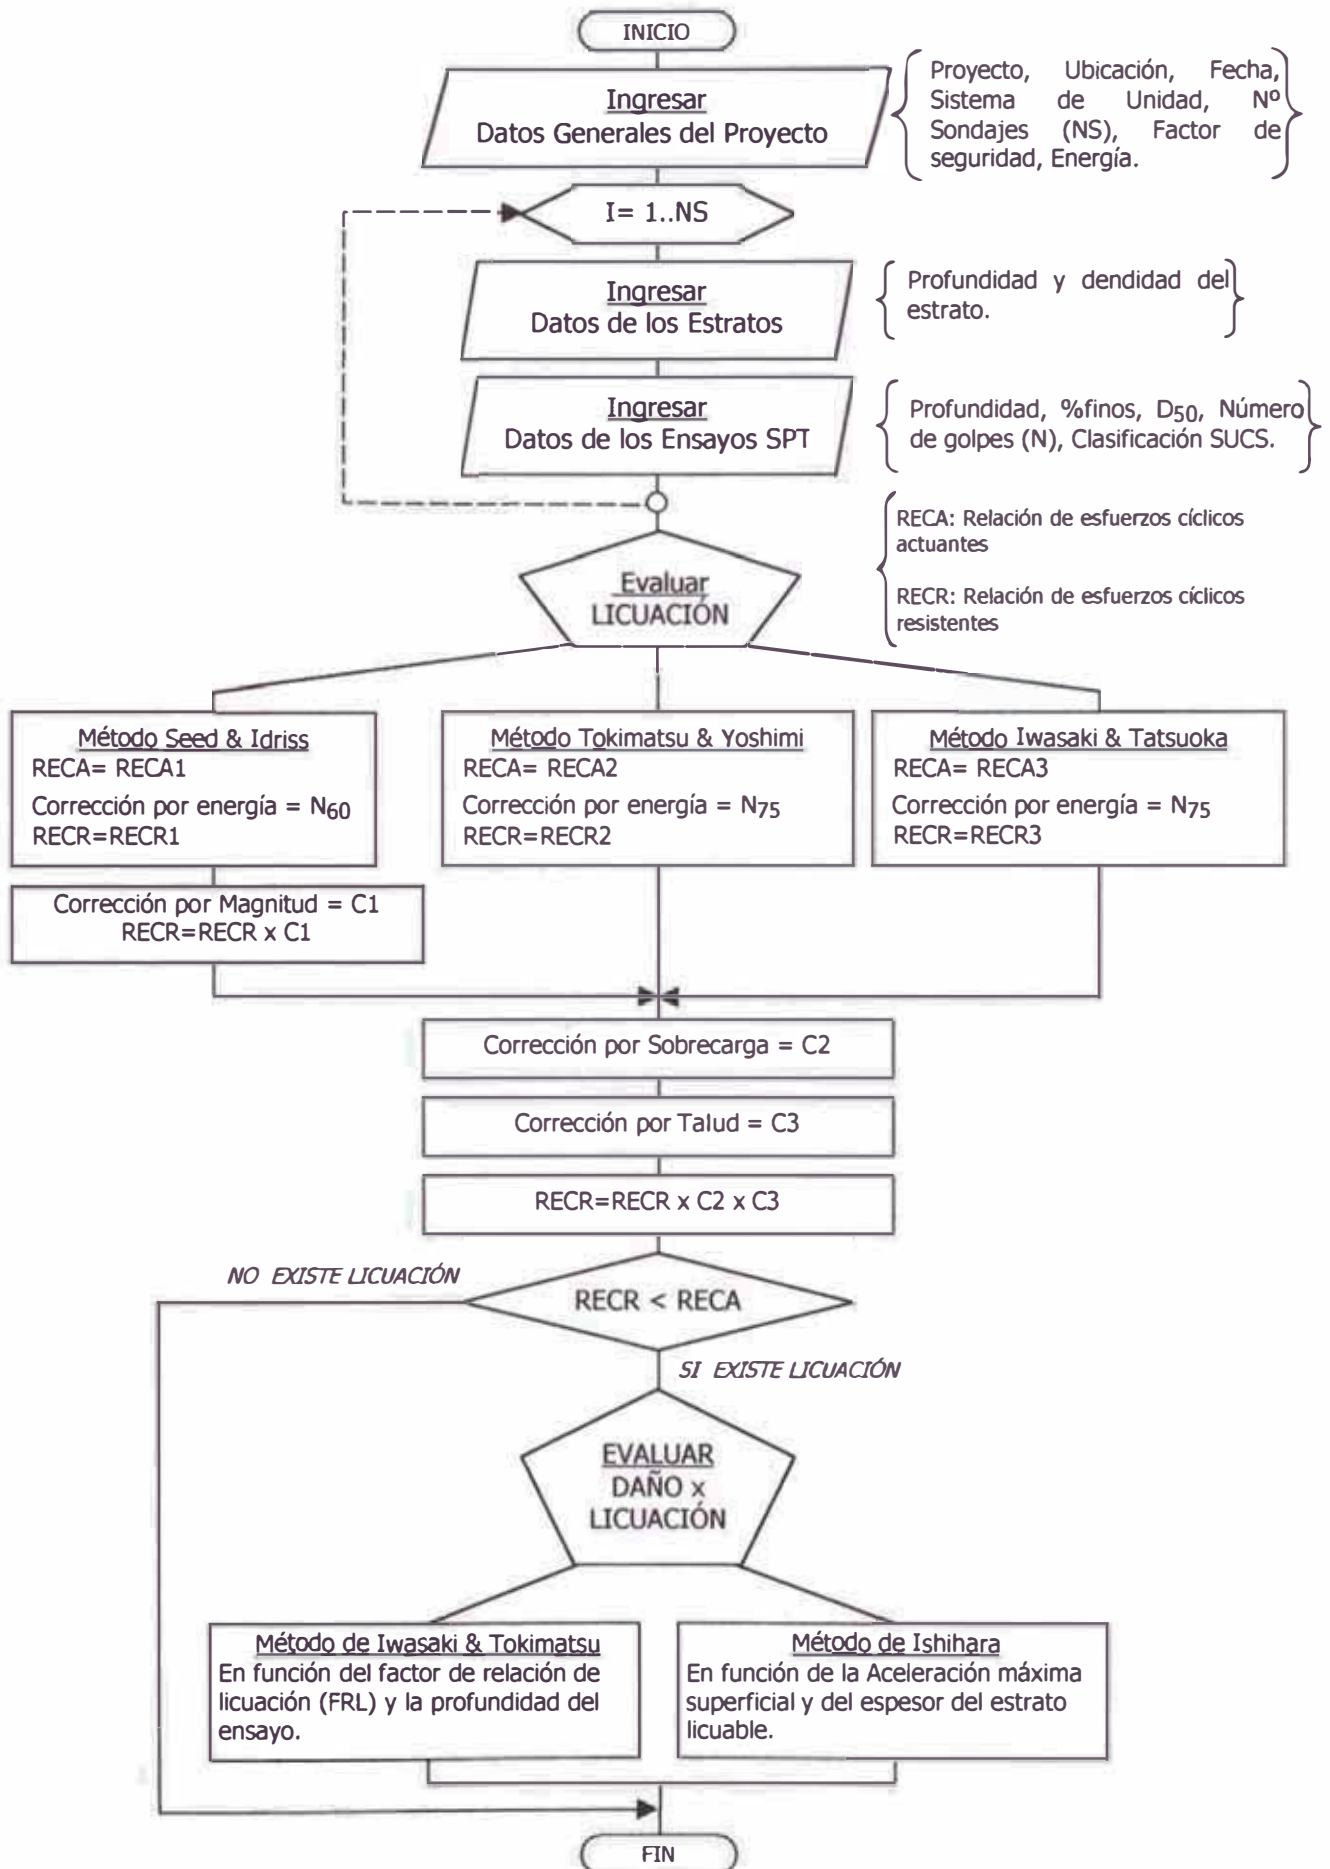 INICIO
Ingresar
Datos Generales del Proyecto
Proyecto, Ubicación, Fecha,
Sistema de Unidad, Nº
Sondajes (NS), Factor de
seguridad, Energía.
I= 1..NS
Ingresar
Datos de los Estratos
Profundidad y dendidad del
estrato.
Ingresar
Datos de los Ensayos SPT
Profundidad, %finos, D50, Número
de golpes (N), Clasificación SUCS.
RECA: Relación de esfuerzos cíclicos
actuantes
RECR: Relación de esfuerzos cíclicos
resistentes
Evaluar
LICUACIÓN
Método Seed & Idriss
RECA= RECA1
Corrección por energía = N60
RECR=RECR1
Método Tokimatsu & Yoshimi
RECA= RECA2
Corrección por energía = N75
RECR=RECR2
Método Iwasaki & Tatsuoka
RECA= RECA3
Corrección por energía = N75
RECR=RECR3
Corrección por Magnitud = C1
RECR=RECR x C1
Corrección por Sobrecarga = C2
Corrección por Talud = C3
RECR=RECR x C2 x C3
NO EXISTE LICUACIÓN
RECR < RECA
SI EXISTE LICUACIÓN
EVALUAR
DAÑO x
LICUACIÓN
Método de Iwasaki & Tokimatsu
En función del factor de relación de
licuación (FRL) y la profundidad del
ensayo.
Método de Ishihara
En función de la Aceleración máxima
superficial y del espesor del estrato
licuable.
FIN